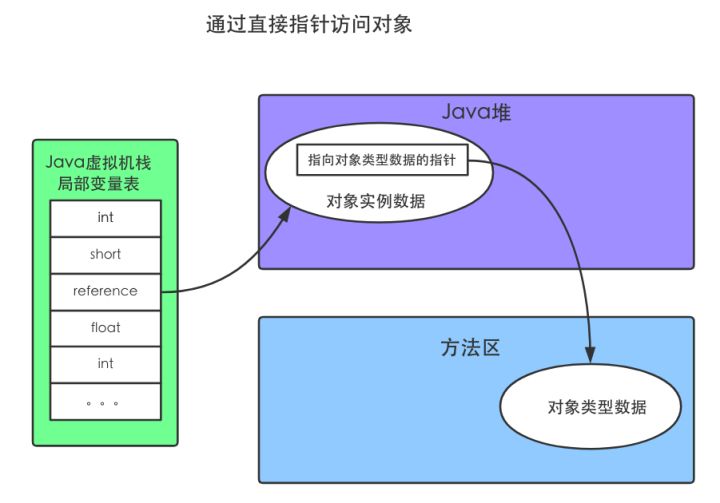 通过直接指针访问对象
Java堆
指向对象类型数据的指针
对象实例数据
Java虚拟机栈
局部变量表
int
short
reference
float
int
。。。
方法区
对象类型数据